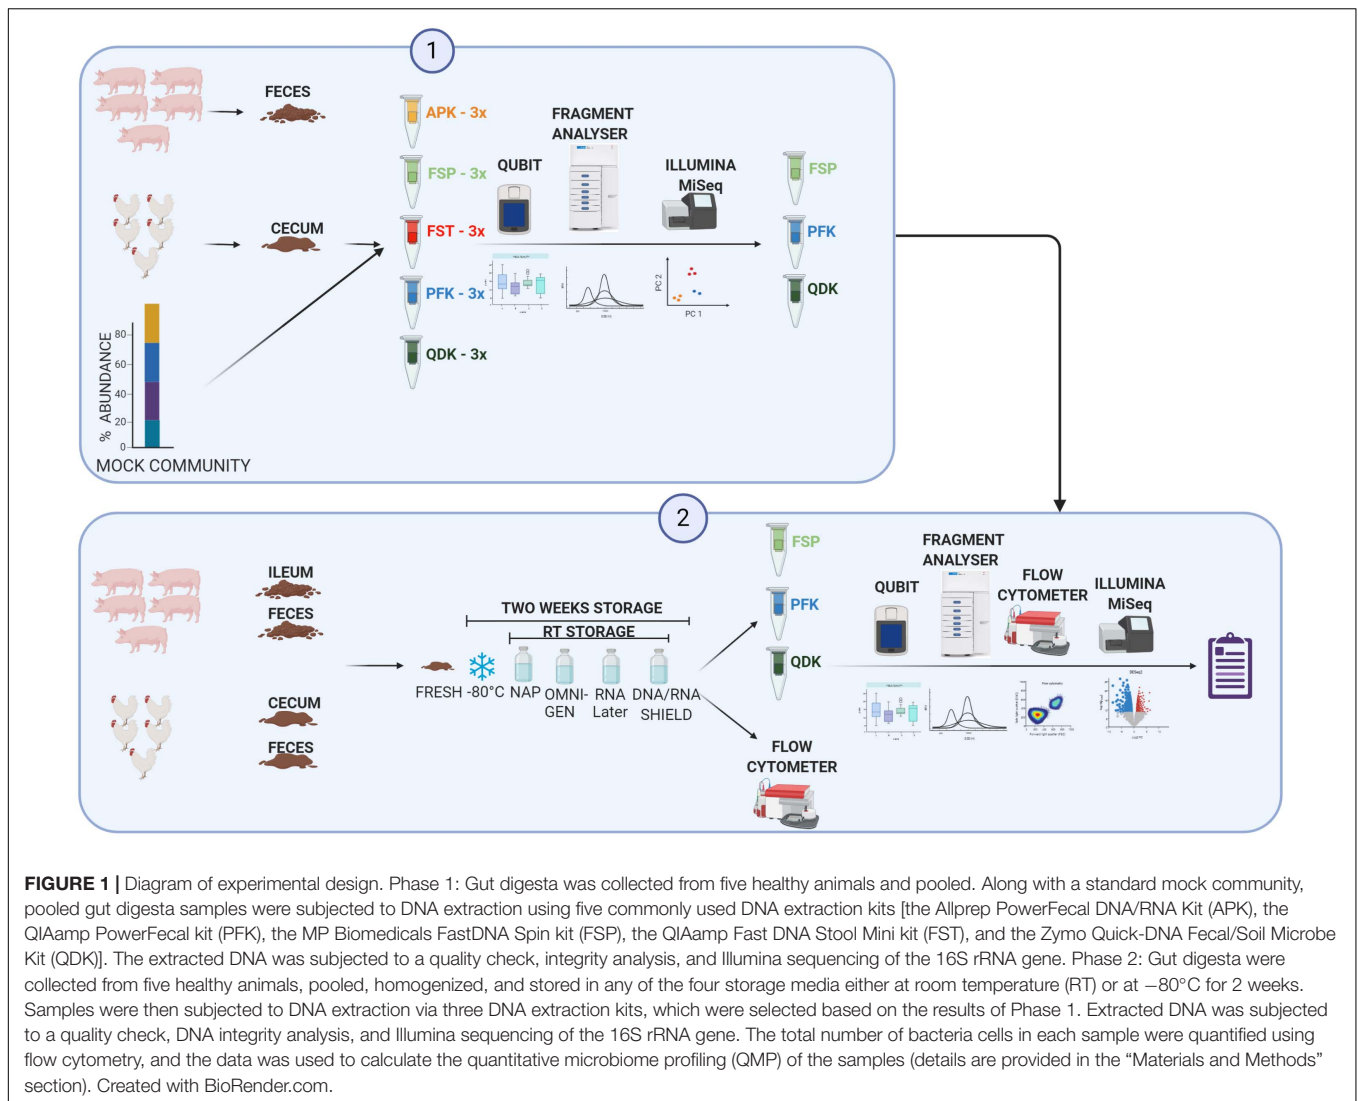 1
FECES
APK - 3x
FRAGMENT
ANALYSER
FSP - 3x
QUBIT
ILLUMINA
MiSeq
FSP
CECUM
FST - 3x
PFK
PFK - 3x
PC 2
PC 1
QDK
QDK - 3x
% ABUNDANCE
80
60
40
20
0
MOCK COMMUNITY
2
ILEUM
FECES
CECUM
FECES
TWO WEEKS STORAGE
RT STORAGE
FRESH
-80°C
NAP
OMNI-
GEN
RNA
Later
DNA/RNA
SHIELD
FSP
PFK
QDK
FLOW
CYTOMETER
QUBIT
FRAGMENT
ANALYSER
FLOW
CYTOMETER
ILLUMINA
MiSeq
FIGURE 1 | Diagram of experimental design. Phase 1: Gut digesta was collected from five healthy animals and pooled. Along with a standard mock community,
pooled gut digesta samples were subjected to DNA extraction using five commonly used DNA extraction kits [the Allprep PowerFecal DNA/RNA Kit (APK), the
QIAamp PowerFecal kit (PFK), the MP Biomedicals FastDNA Spin kit (FSP), the QIAamp Fast DNA Stool Mini kit (FST), and the Zymo Quick-DNA Fecal/Soil Microbe
Kit (QDK)]. The extracted DNA was subjected to a quality check, integrity analysis, and Illumina sequencing of the 16S rRNA gene. Phase 2: Gut digesta were
collected from five healthy animals, pooled, homogenized, and stored in any of the four storage media either at room temperature (RT) or at −80°C for 2 weeks.
Samples were then subjected to DNA extraction via three DNA extraction kits, which were selected based on the results of Phase 1. Extracted DNA was subjected
to a quality check, DNA integrity analysis, and Illumina sequencing of the 16S rRNA gene. The total number of bacteria cells in each sample were quantified using
flow cytometry, and the data was used to calculate the quantitative microbiome profiling (QMP) of the samples (details are provided in the “Materials and Methods”
section). Created with BioRender.com.